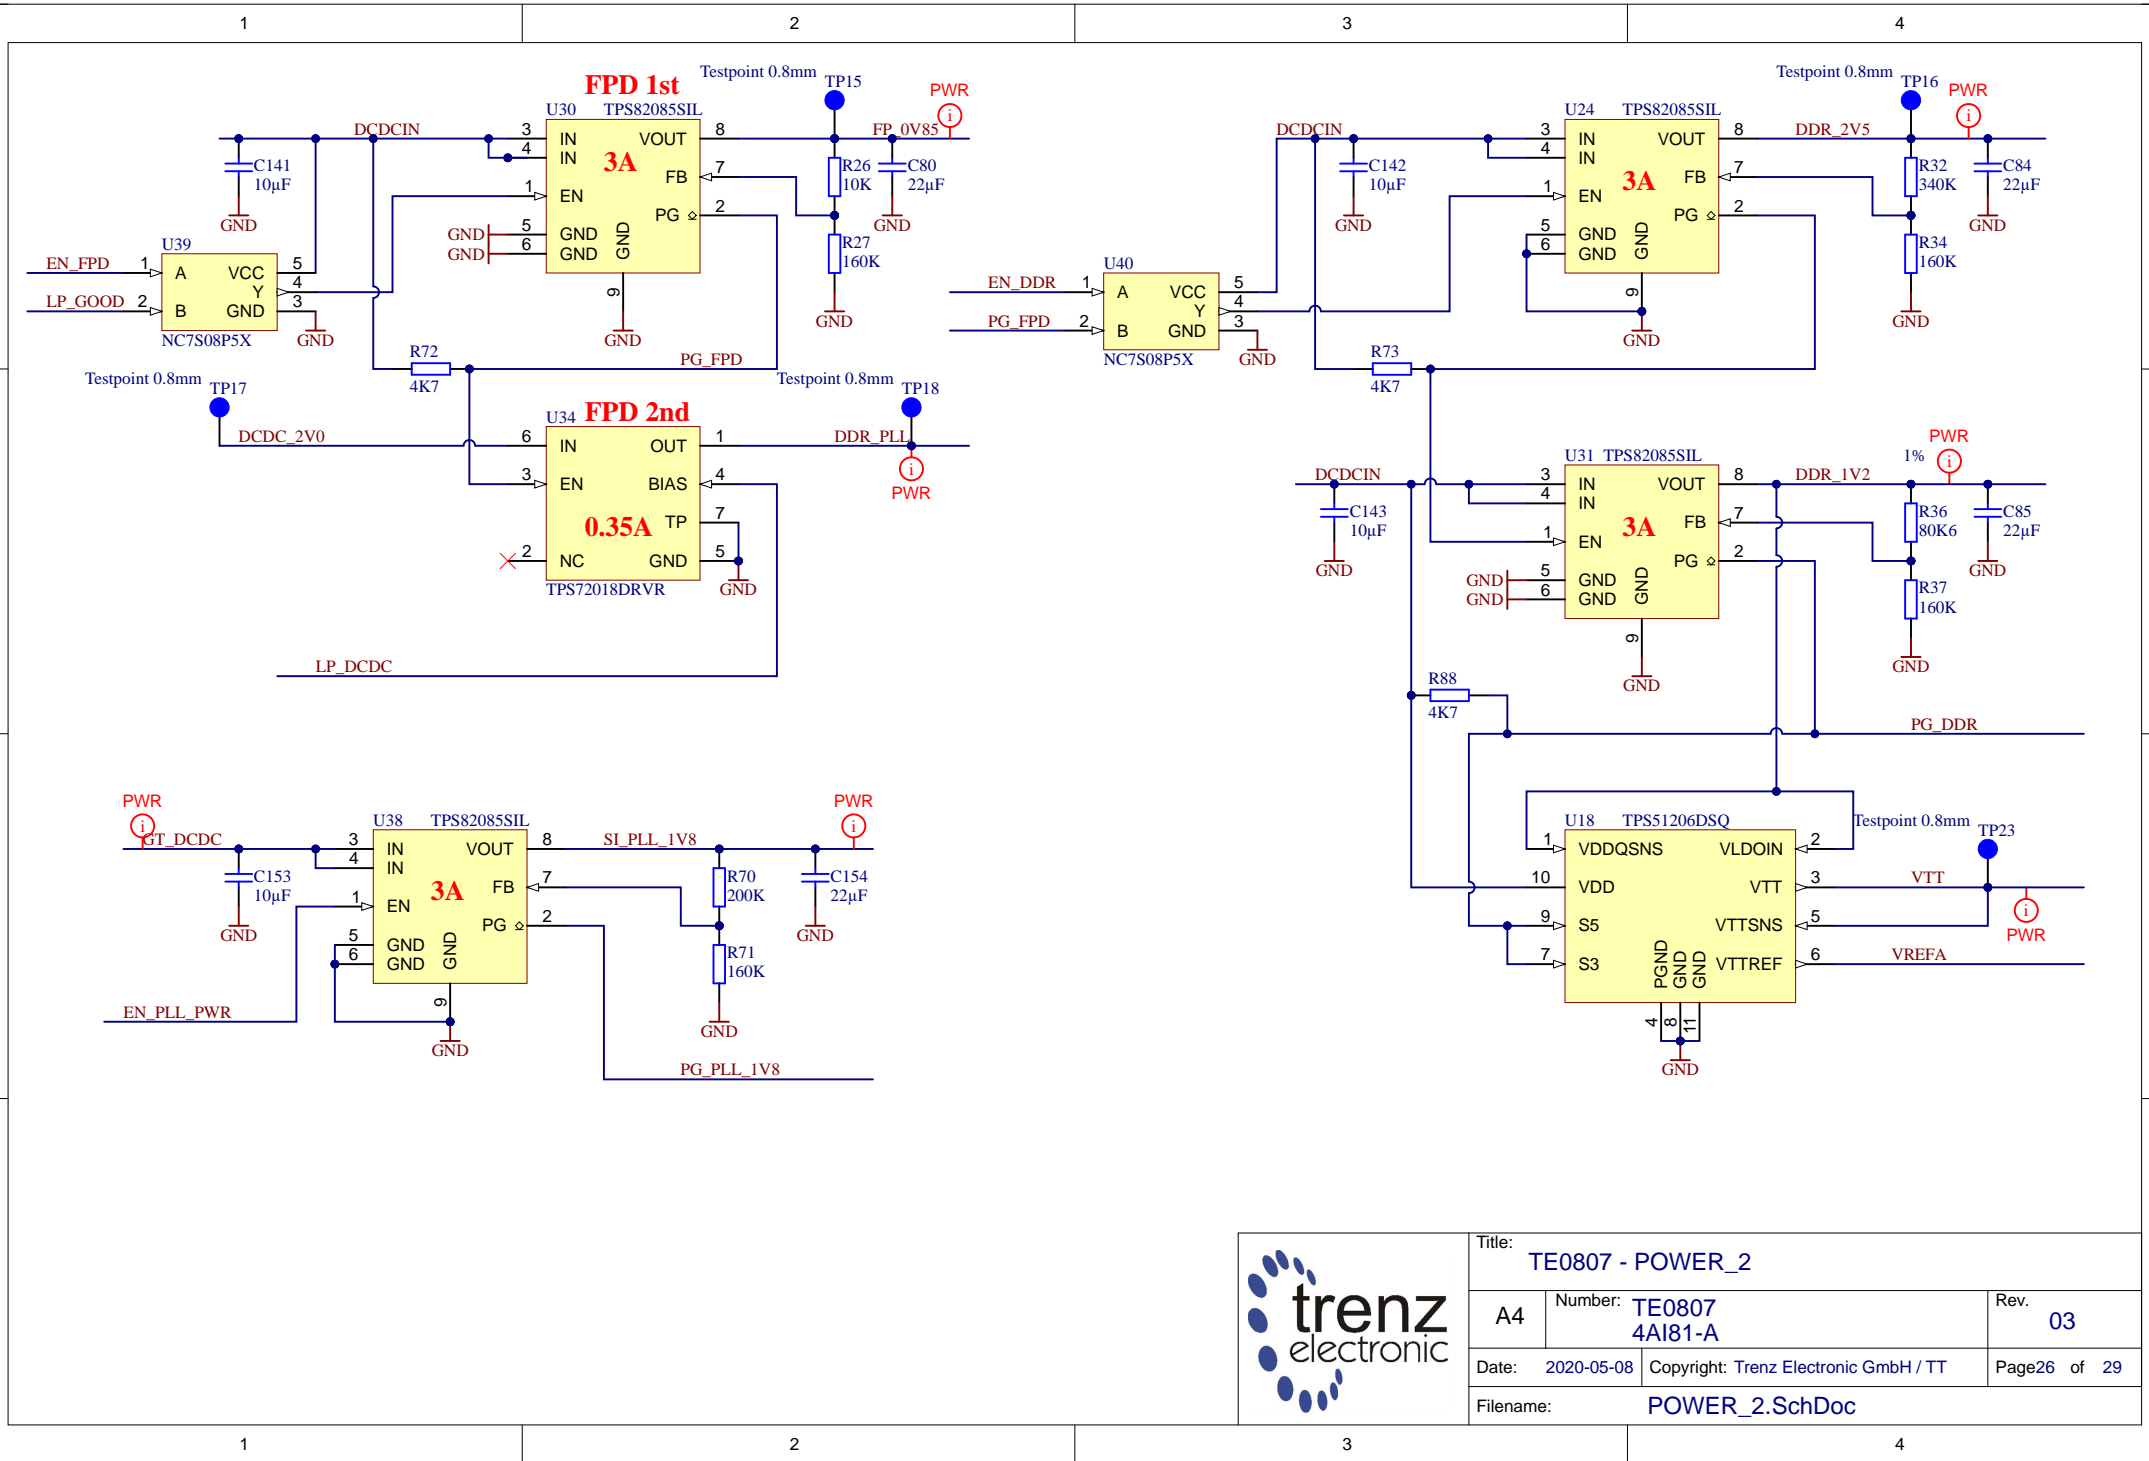 1 2 3 4
FPD 1st
Testpoint 0.8mm TP15
PWR
U30 TPS82085SIL
DCDCIN
3 IN VOUT 8
FP_0V85
4 IN
3A
C141
10µF
GND
FB 7
R26
10K
C80
22µF
GND
1 EN
PG 2
GND 5 GND
GND 6 GND
GND
9
GND
R27
160K
GND
U39
EN_FPD 1 A VCC 5
Y 4
LP_GOOD 2 B GND 3
NC7S08P5X
GND
R72
4K7
PG_FPD
Testpoint 0.8mm TP17
Testpoint 0.8mm TP18
U34 FPD 2nd
DCDC_2V0 6 IN OUT 1 DDR_PLL
PWR
3 EN BIAS 4
0.35A
TP 7
2 NC GND 5
TPS72018DRVR
GND
LP_DCDC
PWR
PWR
U38 TPS82085SIL
GT_DCDC 3 IN VOUT 8 SI_PLL_1V8
4 IN
3A
C153
10µF
GND
FB 7
R70
200K
C154
22µF
GND
1 EN
PG 2
5 GND
6 GND
GND
9
GND
R71
160K
GND
EN_PLL_PWR
PG_PLL_1V8
Testpoint 0.8mm TP16
PWR
U24 TPS82085SIL
DCDCIN 3 IN VOUT 8 DDR_2V5
4 IN
3A
C142
10µF
GND
FB 7
R32
340K
C84
22µF
GND
1 EN
PG 2
5 GND
6 GND
GND
9
GND
R34
160K
GND
U40
EN_DDR 1 A VCC 5
Y 4
PG_FPD 2 B GND 3
NC7S08P5X
GND
R73
4K7
PWR
1%
U31 TPS82085SIL
DCDCIN 3 IN VOUT 8 DDR_1V2
4 IN
3A
C143
10µF
GND
FB 7
R36
80K6
C85
22µF
GND
1 EN
PG 2
GND 5 GND
GND 6 GND
GND
9
GND
R37
160K
GND
R88
4K7
PG_DDR
U18 TPS51206DSQ
Testpoint 0.8mm TP23
1 VDDQSNS VLDOIN 2
10 VDD VTT 3 VTT
PWR
9 S5 VTTSNS 5
7 S3 VTTREF 6 VREFA
PGND GND GND
4 8 11
GND
trenz
electronic
Title:
TE0807 - POWER_2
A4 Number: TE0807
4AI81-A
Rev.
03
Date: 2020-05-08 Copyright: Trenz Electronic GmbH / TT Page26 of 29
Filename: POWER_2.SchDoc
1 2 3 4